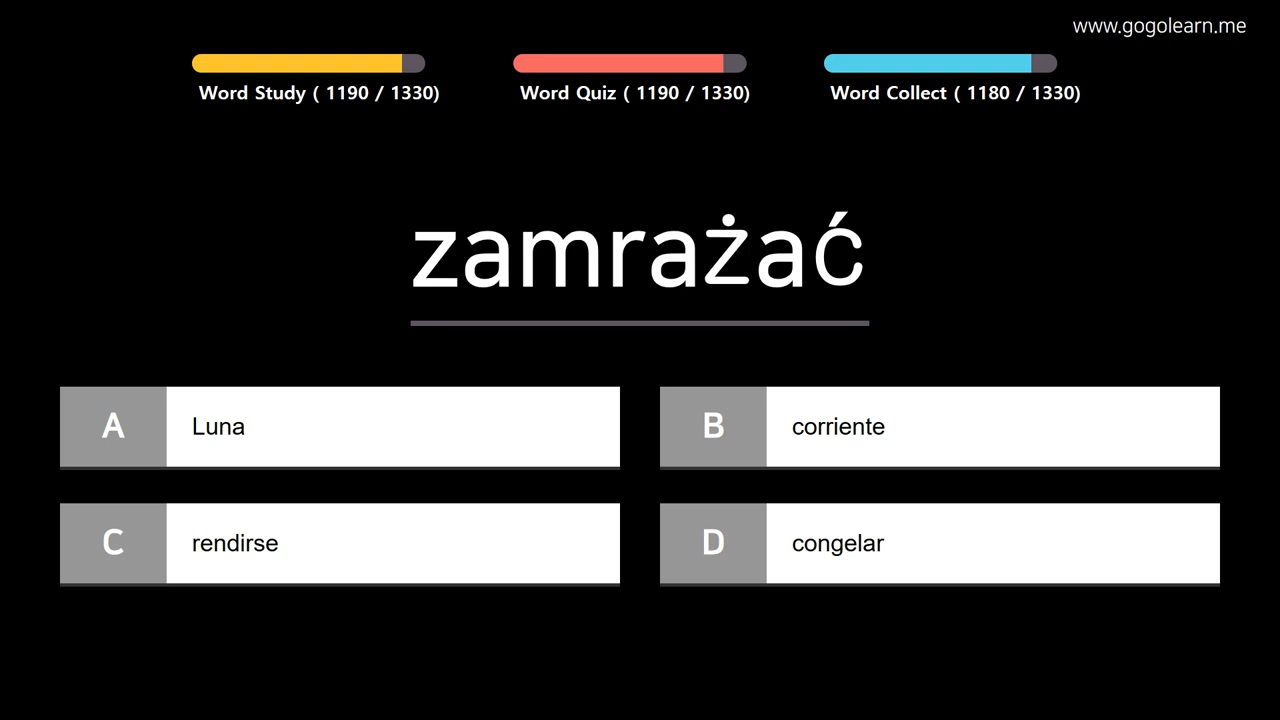 www.gogolearn.me
Word Study ( 1190 / 1330)
Word Quiz ( 1190 / 1330)
Word Collect ( 1180 / 1330)
zamrażać
A
Luna
B
corriente
C
rendirse
D
congelar